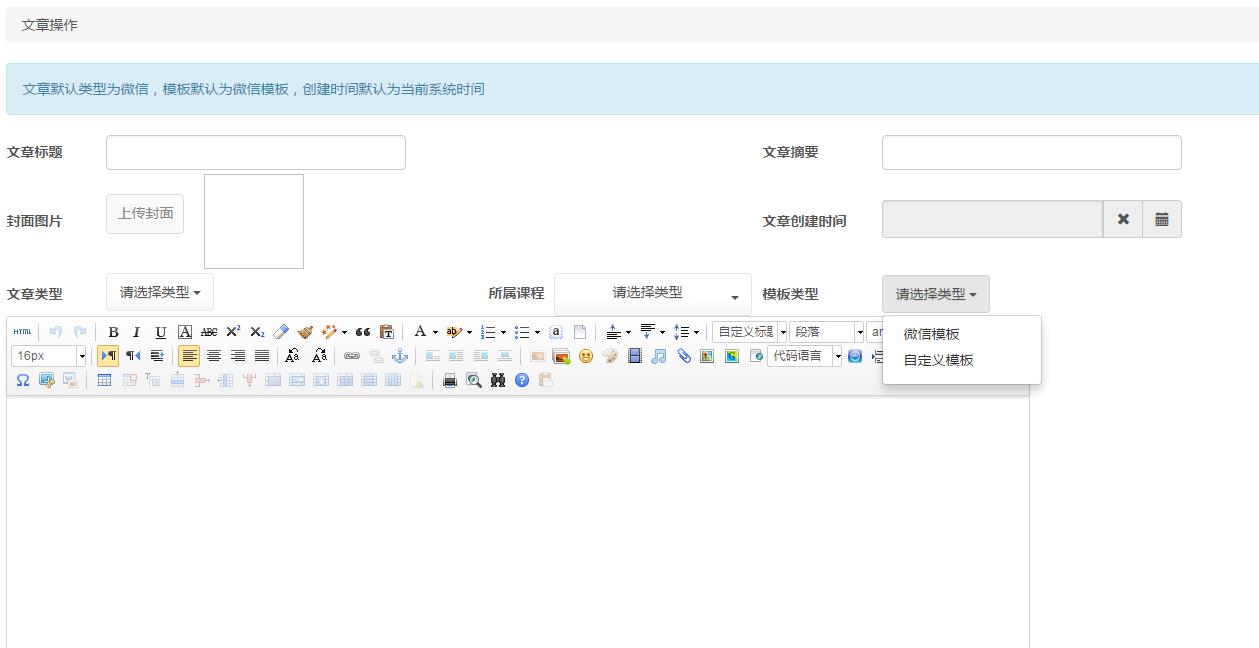 文章操作
文章默认类型为微信，模板默认为微信模板，创建时间默认为当前系统时间
文章标题
文章摘要
封面图片 上传封面
文章创建时间
文章类型 请选择类型
所属课程 请选择类型
模板类型 请选择类型
微信模板
自定义模板
HTML B I U A ABC X² X₂ A ab a 自定义标题 段落 ar
16px 代码语言
Ω